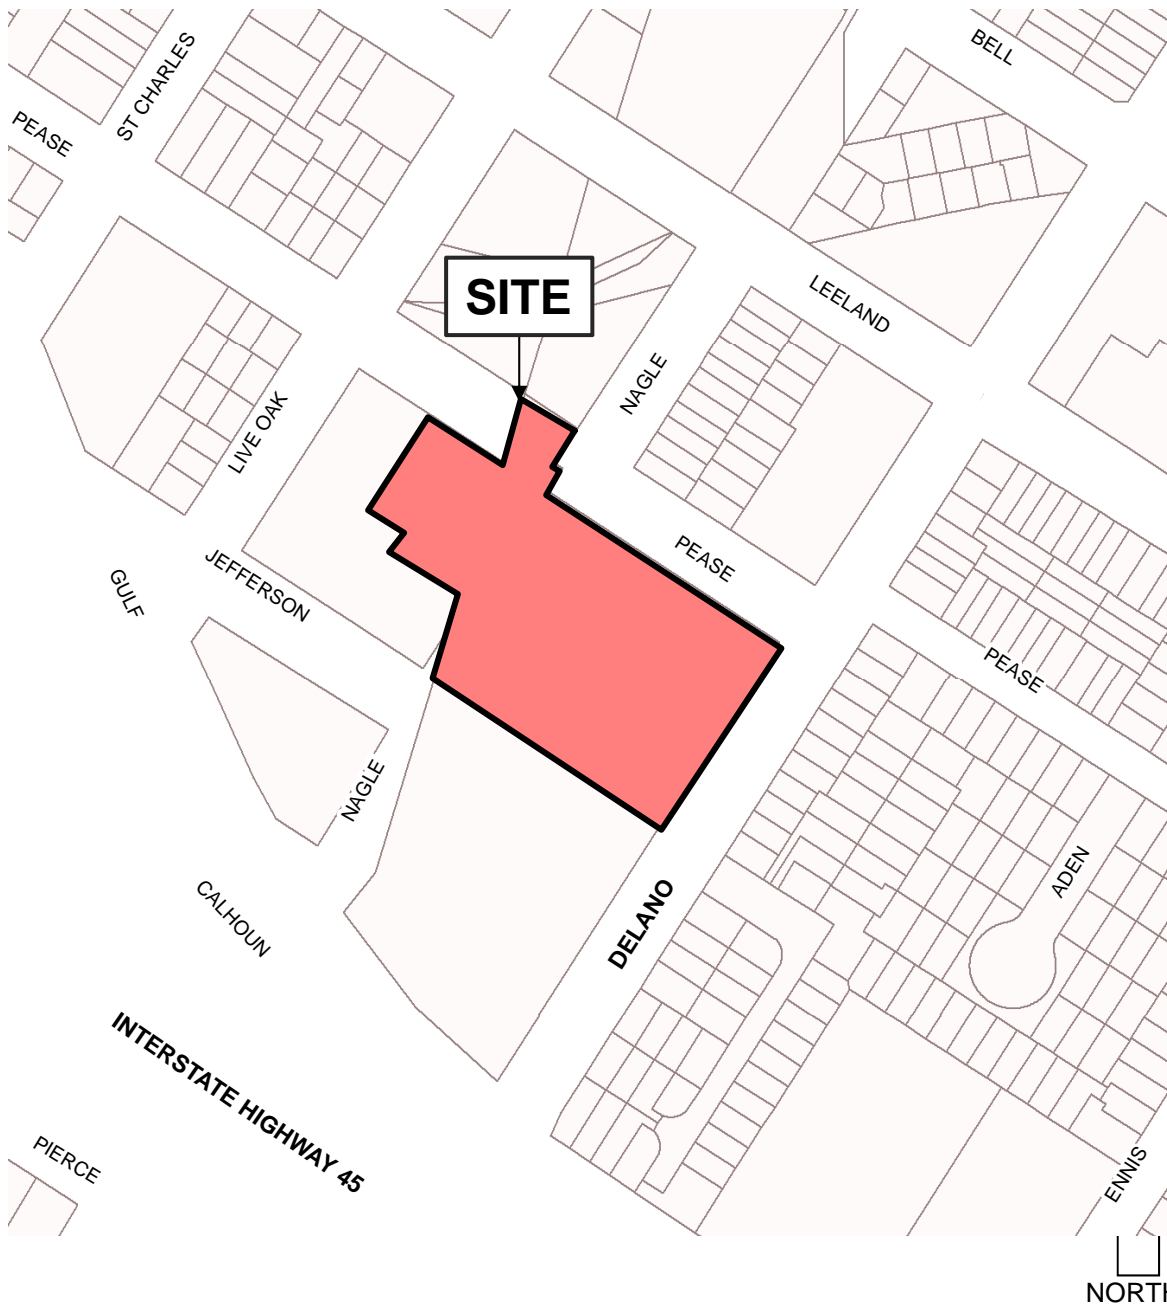 BELL
ST CHARLES
PEASE
SITE
LEELAND
NAGLE
LIVE OAK
PEASE
JEFFERSON
GULF
PEASE
NAGLE
ADEN
CALHOUN
DELANO
INTERSTATE HIGHWAY 45
PIERCE
ENNIS
NORTH